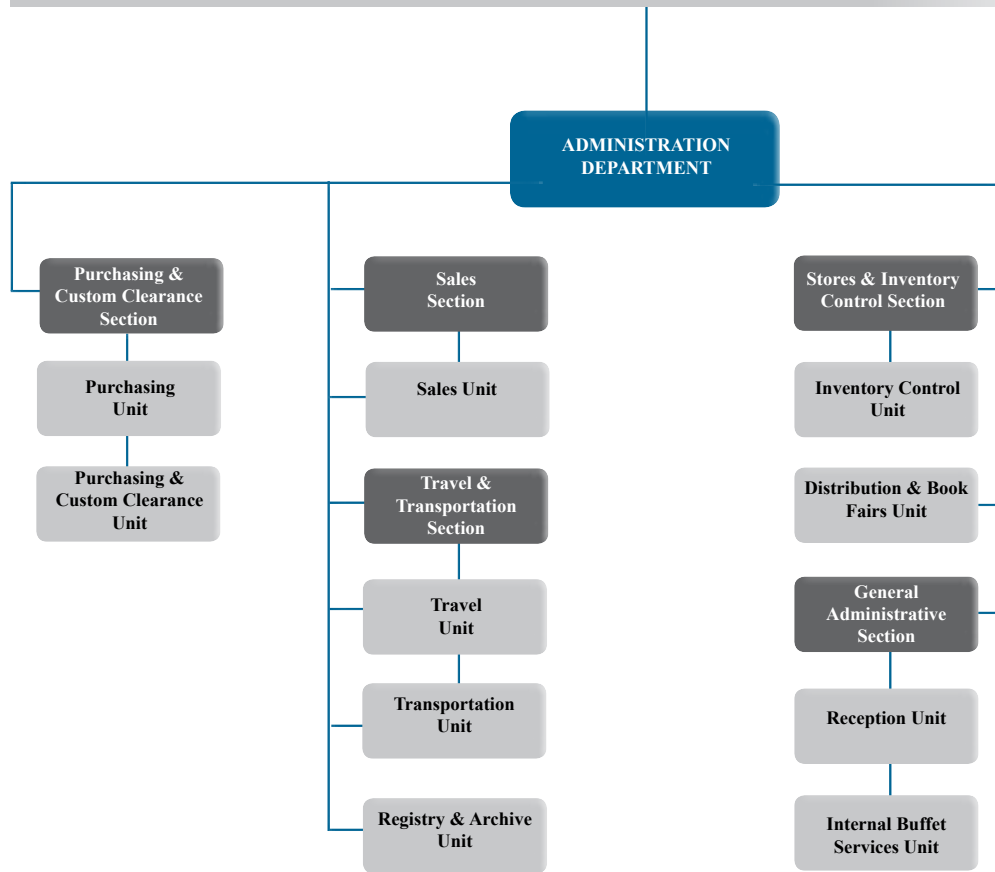 ADMINISTRATION
DEPARTMENT
Purchasing &
Custom Clearance
Section
Purchasing
Unit
Purchasing &
Custom Clearance
Unit
Sales
Section
Sales Unit
Travel &
Transportation
Section
Travel
Unit
Transportation
Unit
Registry & Archive
Unit
Stores & Inventory
Control Section
Inventory Control
Unit
Distribution & Book
Fairs Unit
General
Administrative
Section
Reception Unit
Internal Buffet
Services Unit